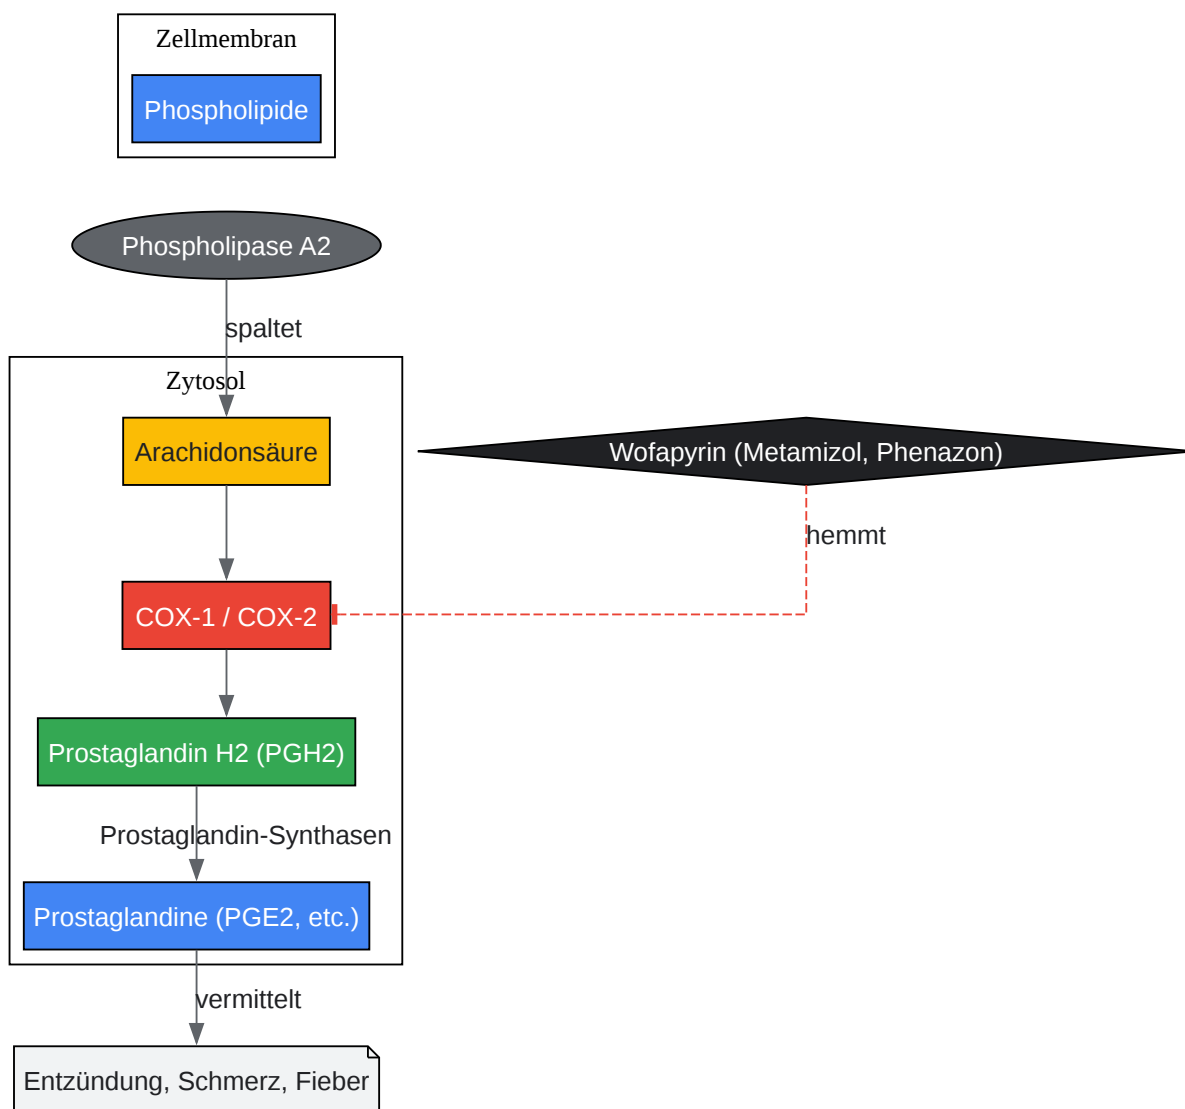 Zellmembran
Phospholipide
Phospholipase A2
spaltet
Zytosol
Arachidonsäure
Wofapyrin (Metamizol, Phenazon)
hemmt
COX-1 / COX-2
Prostaglandin H2 (PGH2)
Prostaglandin-Synthasen
Prostaglandine (PGE2, etc.)
vermittelt
Entzündung, Schmerz, Fieber